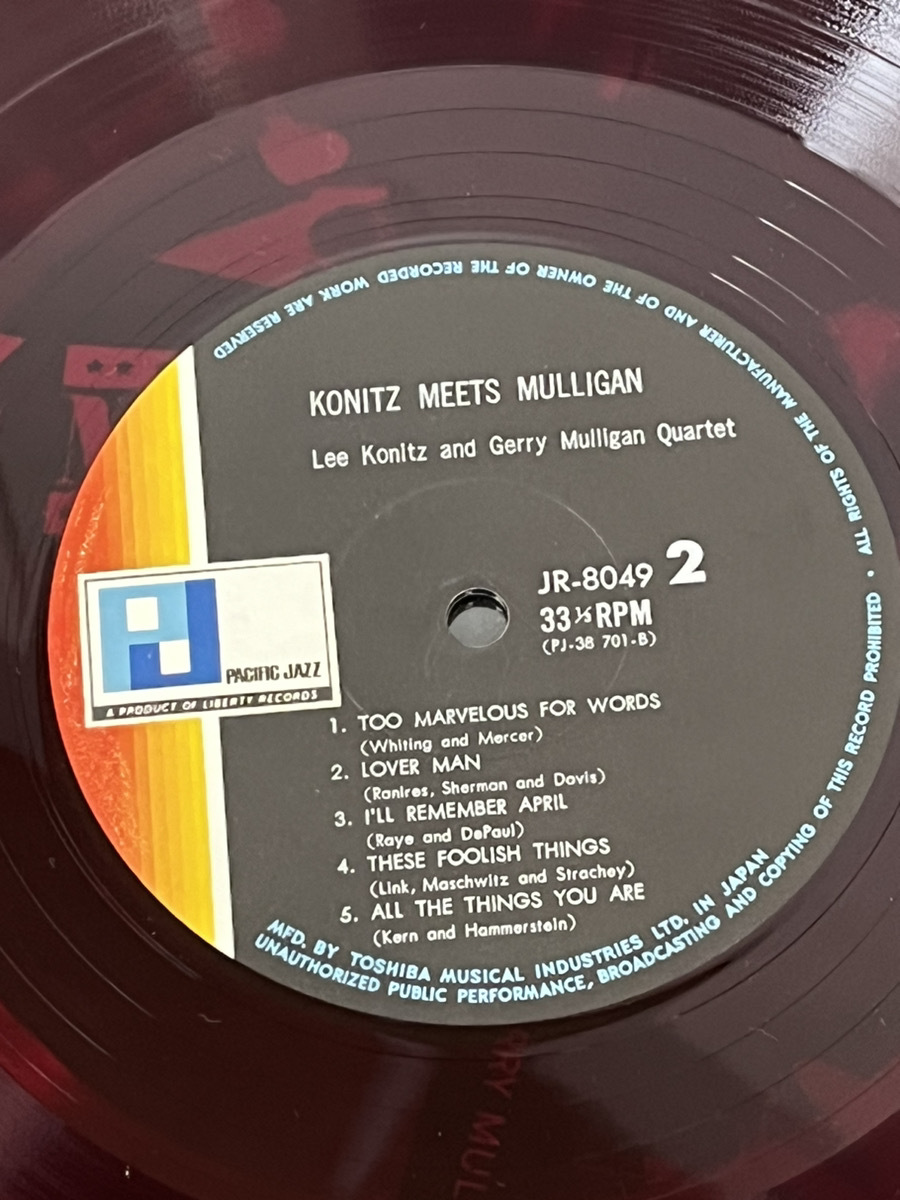 KONITZ MEETS MULLIGAN
Lee Konitz and Gerry Mulligan Quartet
JR-8049 2
33⅓ RPM
(PJ-38 701-B)
PJ
PACIFIC JAZZ
A PRODUCT OF LIBERTY RECORDS
1. TOO MARVELOUS FOR WORDS
(Whiting and Mercer)
2. LOVER MAN
(Ranires, Sherman and Davis)
3. I'LL REMEMBER APRIL
(Raye and DePaul)
4. THESE FOOLISH THINGS
(Link, Maschwitz and Strachey)
5. ALL THE THINGS YOU ARE
(Kern and Hammerstein)
MFD. BY TOSHIBA MUSICAL INDUSTRIES LTD. IN JAPAN
UNAUTHORIZED PUBLIC PERFORMANCE, BROADCASTING AND COPYING OF THIS RECORD PROHIBITED • ALL RIGHTS OF THE MANUFACTURER AND OF THE OWNER OF THE RECORDED WORK ARE RESERVED